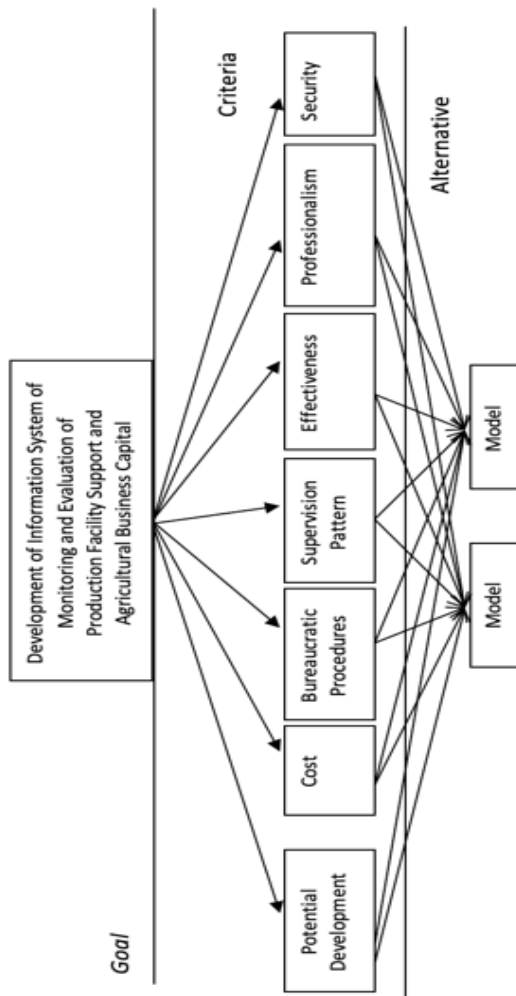 Development of Information System of
Monitoring and Evaluation of
Production Facility Support and
Agricultural Business Capital
Goal
Criteria
Potential
Development
Cost
Bureaucratic
Procedures
Supervision
Pattern
Effectiveness
Professionalism
Security
Alternative
Model
Model